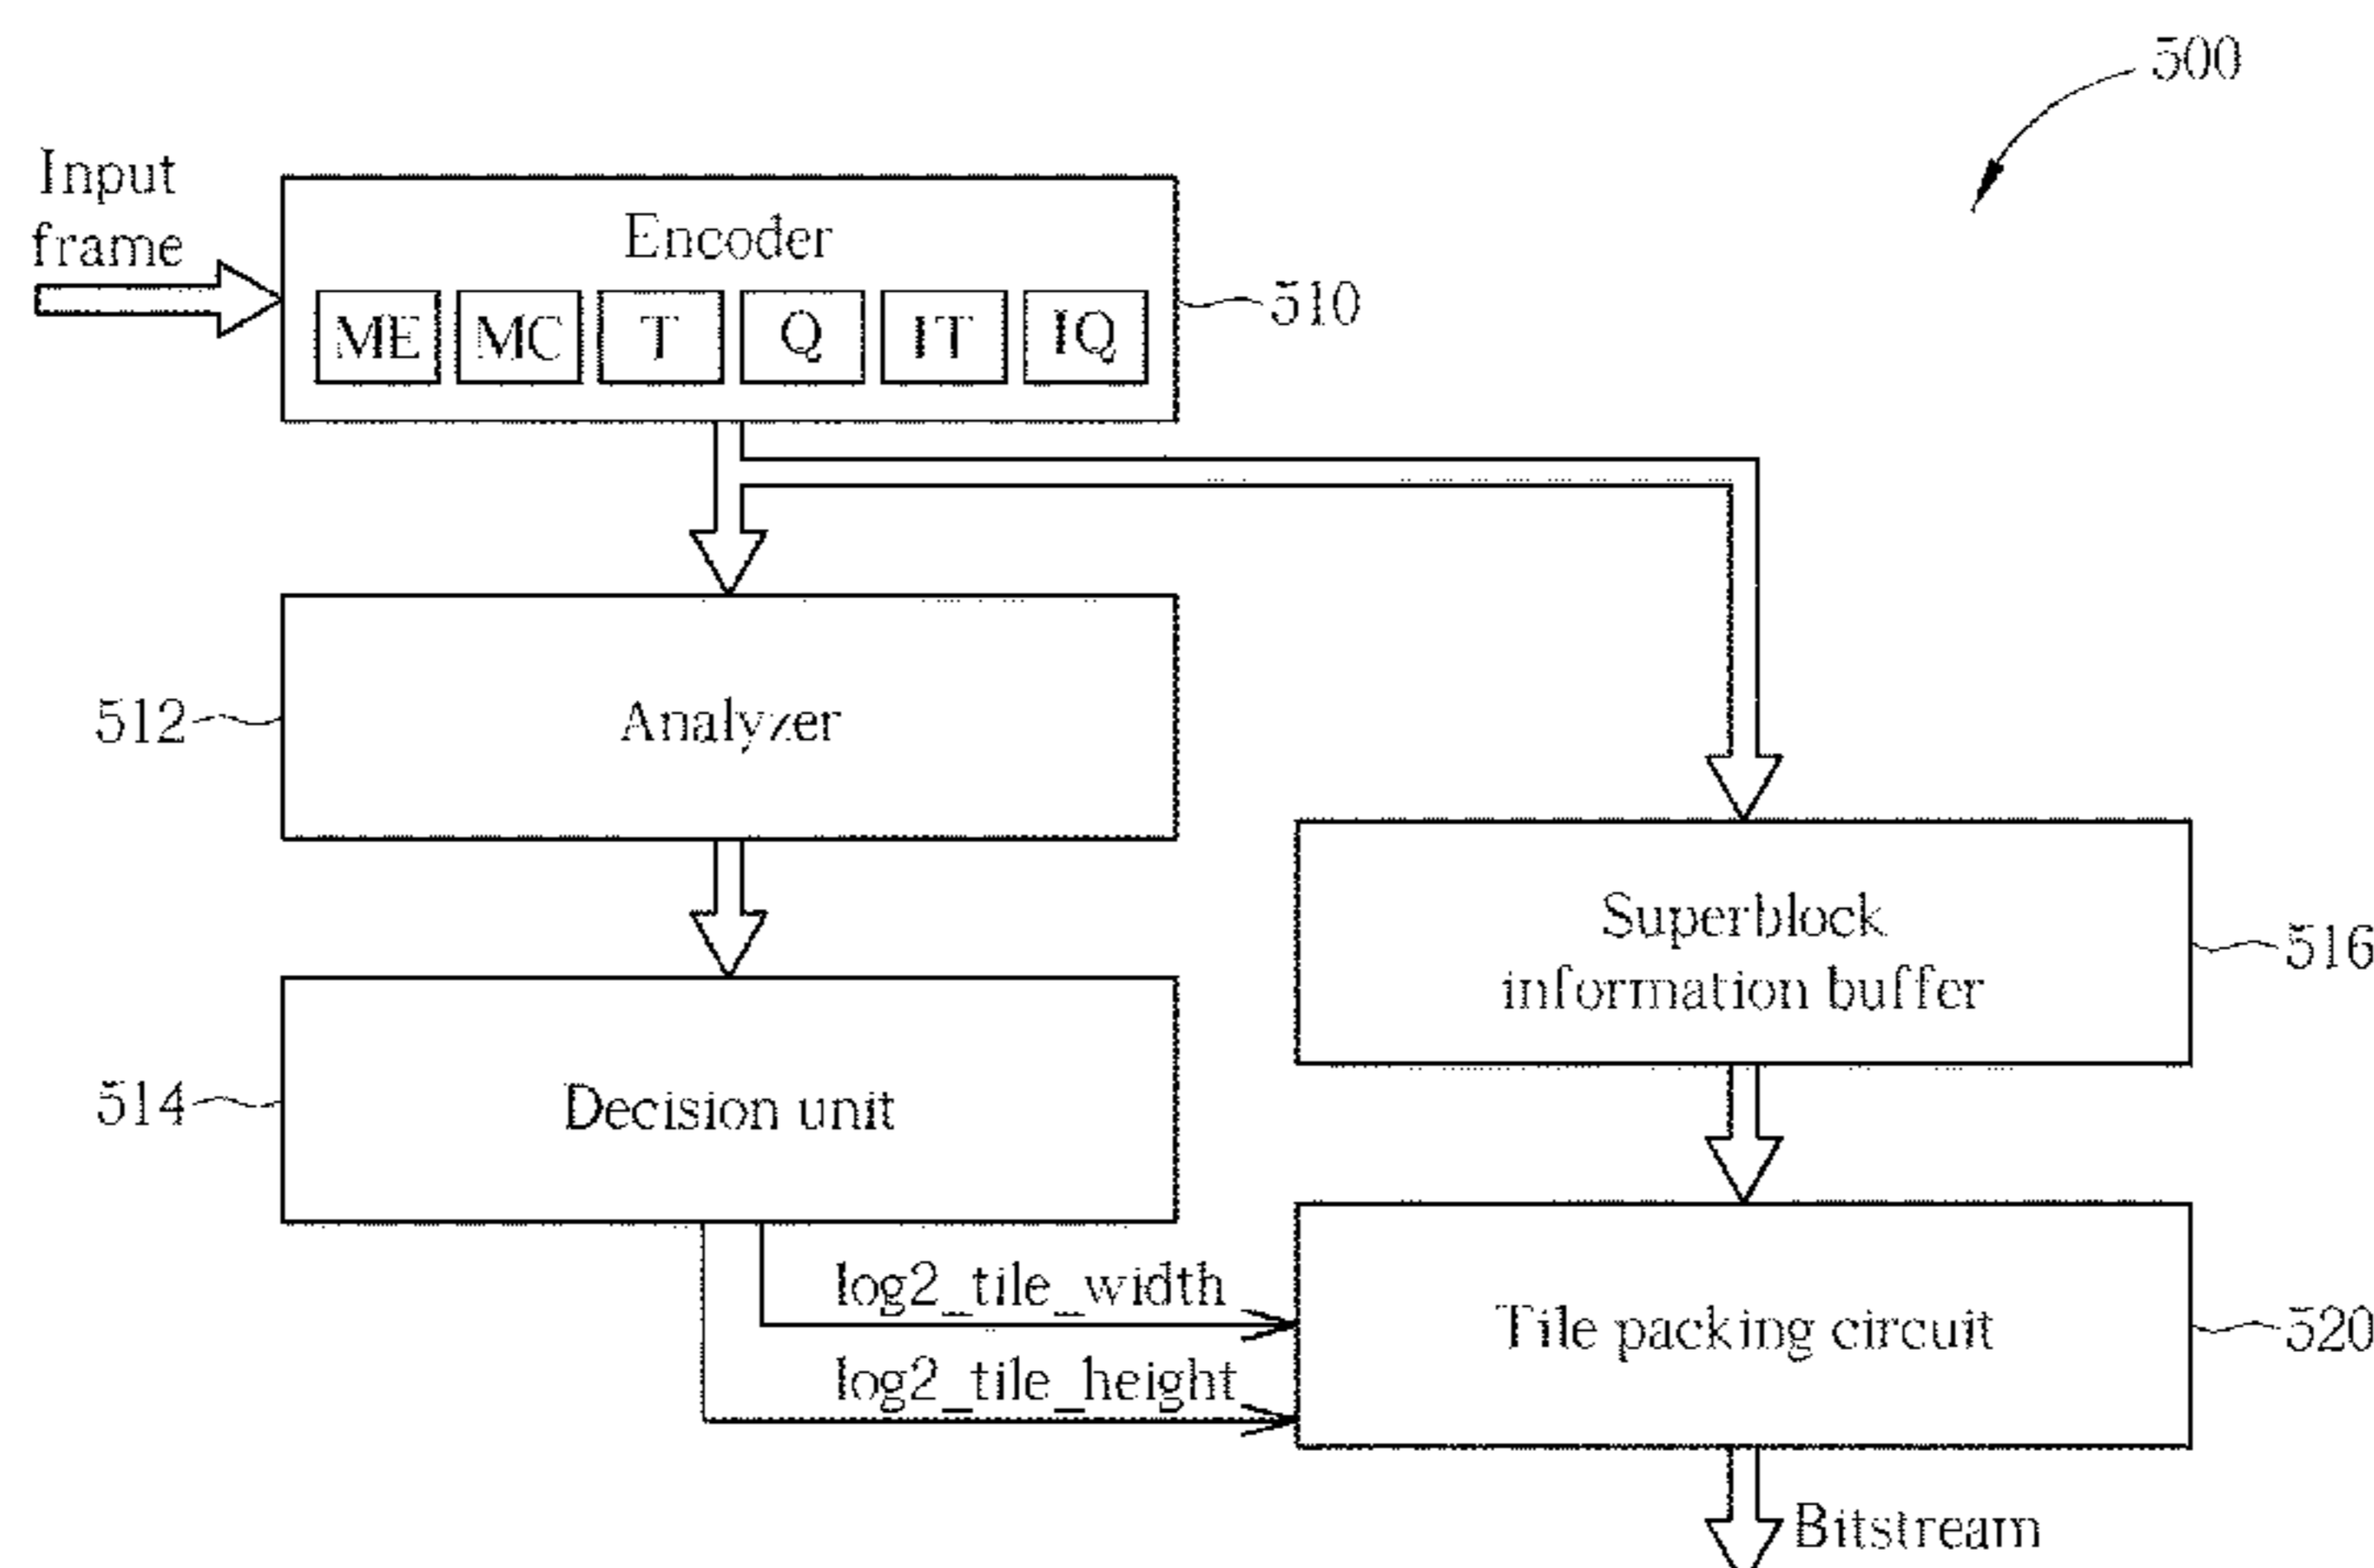 500
Input
frame
Encoder
ME MC T Q IT IQ
510
512
Analyzer
Superblock
information buffer
516
514
Decision unit
log2_tile_width
log2_tile_height
Tile packing circuit
520
Bitstream